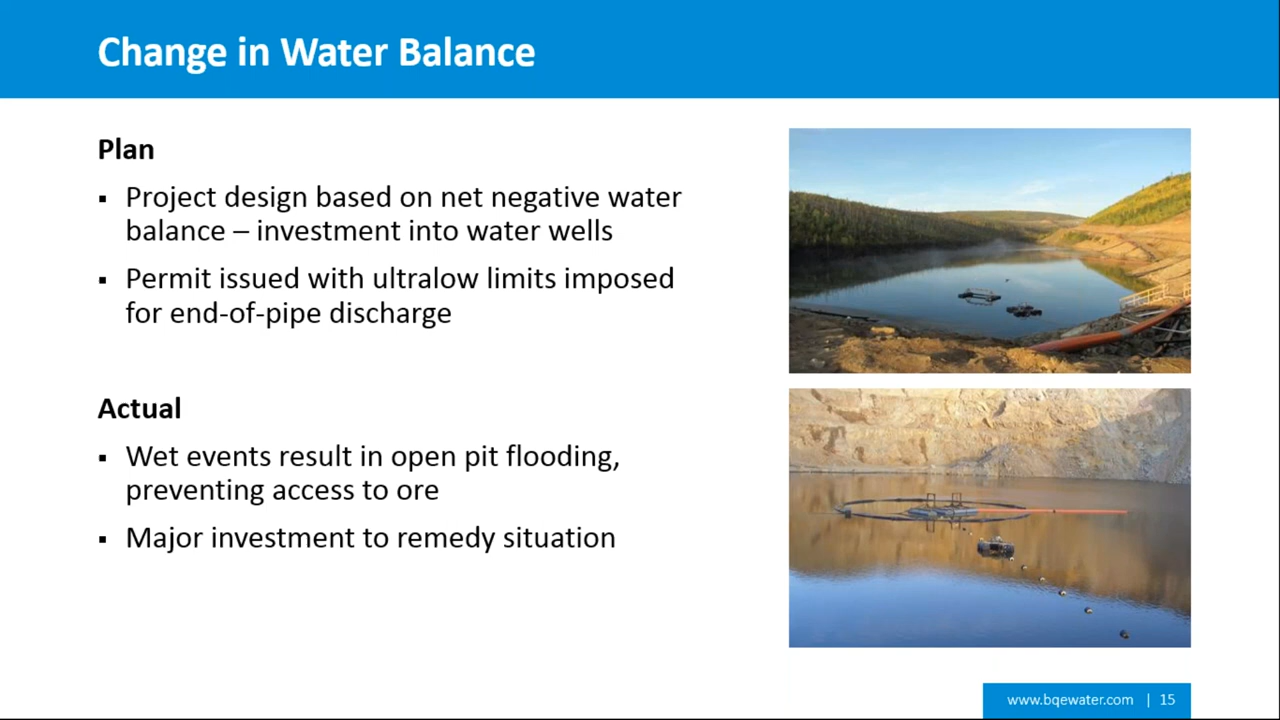 Change in Water Balance
Plan
▪ Project design based on net negative water
balance – investment into water wells
▪ Permit issued with ultralow limits imposed
for end-of-pipe discharge
Actual
▪ Wet events result in open pit flooding,
preventing access to ore
▪ Major investment to remedy situation
www.bqewater.com | 15